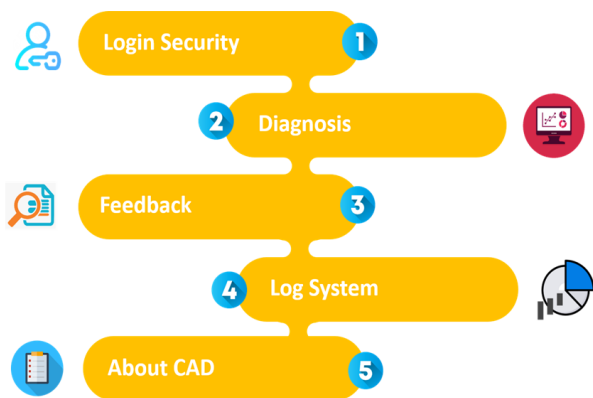 Login Security
1
2
Diagnosis
Feedback
3
4
Log System
About CAD
5